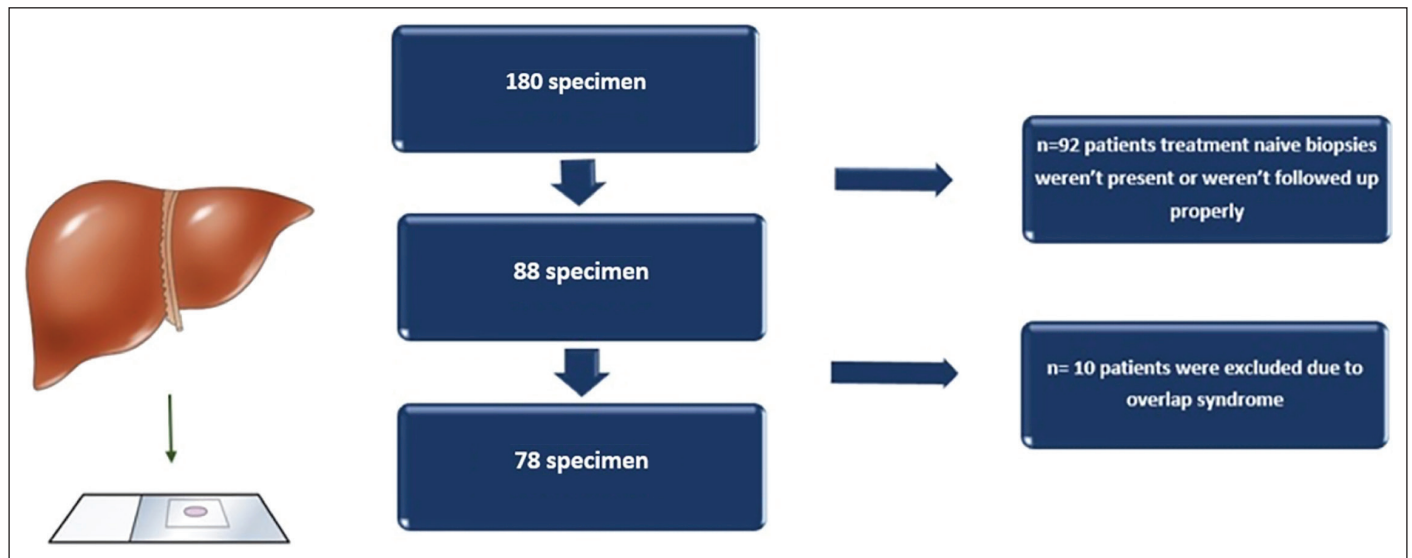 180 specimen
n=92 patients treatment naive biopsies
weren’t present or weren’t followed up
properly
88 specimen
n= 10 patients were excluded due to
overlap syndrome
78 specimen